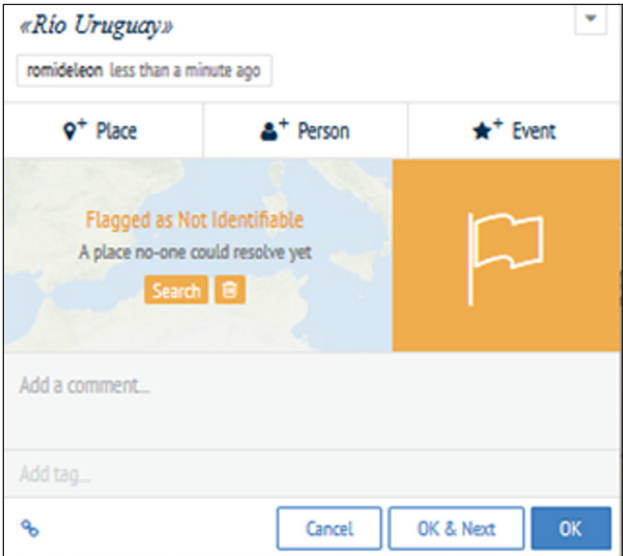 «Río Uruguay»
romideleon less than a minute ago
Place Person Event
Flagged as Not Identifiable
A place no-one could resolve yet
Search
Add a comment...
Add tag...
Cancel OK & Next OK